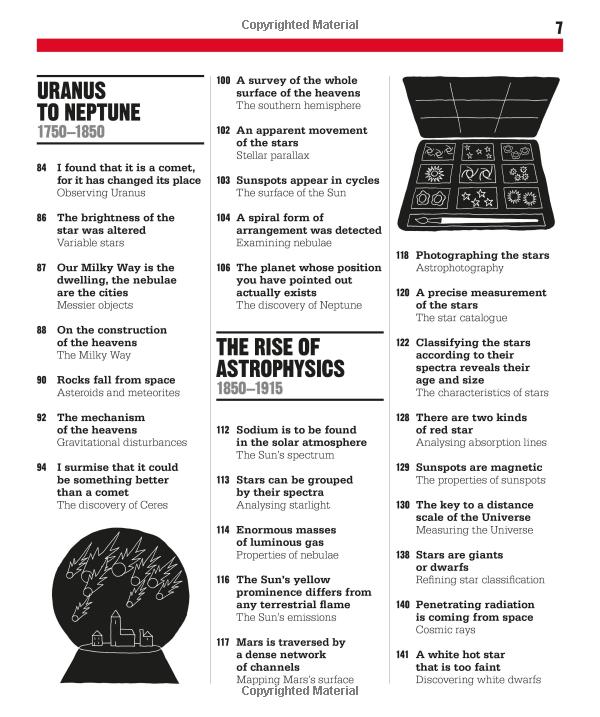 Copyrighted Material
7
URANUS
TO NEPTUNE
1750–1850
84 I found that it is a comet,
for it has changed its place
Observing Uranus
86 The brightness of the
star was altered
Variable stars
87 Our Milky Way is the
dwelling, the nebulae
are the cities
Messier objects
88 On the construction
of the heavens
The Milky Way
90 Rocks fall from space
Asteroids and meteorites
92 The mechanism
of the heavens
Gravitational disturbances
94 I surmise that it could
be something better
than a comet
The discovery of Ceres
100 A survey of the whole
surface of the heavens
The southern hemisphere
102 An apparent movement
of the stars
Stellar parallax
103 Sunspots appear in cycles
The surface of the Sun
104 A spiral form of
arrangement was detected
Examining nebulae
106 The planet whose position
you have pointed out
actually exists
The discovery of Neptune
THE RISE OF
ASTROPHYSICS
1850–1915
112 Sodium is to be found
in the solar atmosphere
The Sun's spectrum
113 Stars can be grouped
by their spectra
Analysing starlight
114 Enormous masses
of luminous gas
Properties of nebulae
116 The Sun's yellow
prominence differs from
any terrestrial flame
The Sun's emissions
117 Mars is traversed by
a dense network
of channels
Mapping Mars's surface
118 Photographing the stars
Astrophotography
120 A precise measurement
of the stars
The star catalogue
122 Classifying the stars
according to their
spectra reveals their
age and size
The characteristics of stars
128 There are two kinds
of red star
Analysing absorption lines
129 Sunspots are magnetic
The properties of sunspots
130 The key to a distance
scale of the Universe
Measuring the Universe
138 Stars are giants
or dwarfs
Refining star classification
140 Penetrating radiation
is coming from space
Cosmic rays
141 A white hot star
that is too faint
Discovering white dwarfs
Copyrighted Material